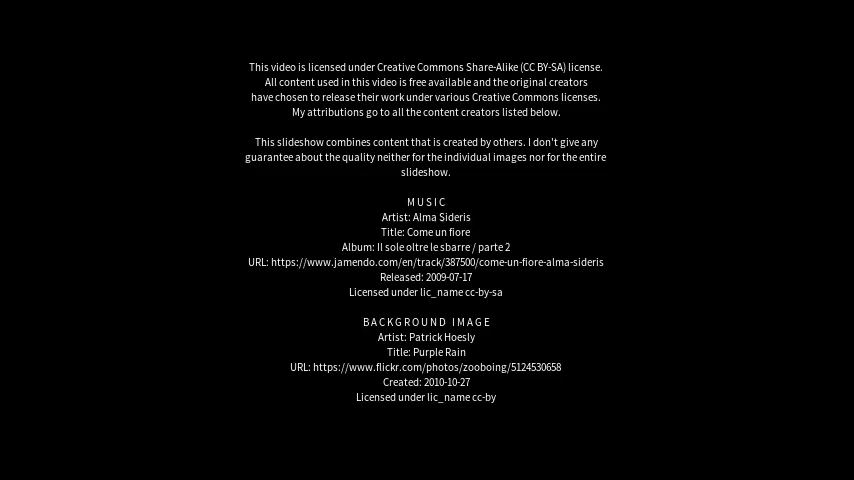 This video is licensed under Creative Commons Share-Alike (CC BY-SA) license.
All content used in this video is free available and the original creators
have chosen to release their work under various Creative Commons licenses.
My attributions go to all the content creators listed below.
This slideshow combines content that is created by others. I don't give any
guarantee about the quality neither for the individual images nor for the entire
slideshow.
MUSIC
Artist: Alma Sideris
Title: Come un fiore
Album: Il sole oltre le sbarre / parte 2
URL: https://www.jamendo.com/en/track/387500/come-un-fiore-alma-sideris
Released: 2009-07-17
Licensed under lic_name cc-by-sa
BACKGROUND IMAGE
Artist: Patrick Hoesly
Title: Purple Rain
URL: https://www.flickr.com/photos/zooboing/5124530658
Created: 2010-10-27
Licensed under lic_name cc-by